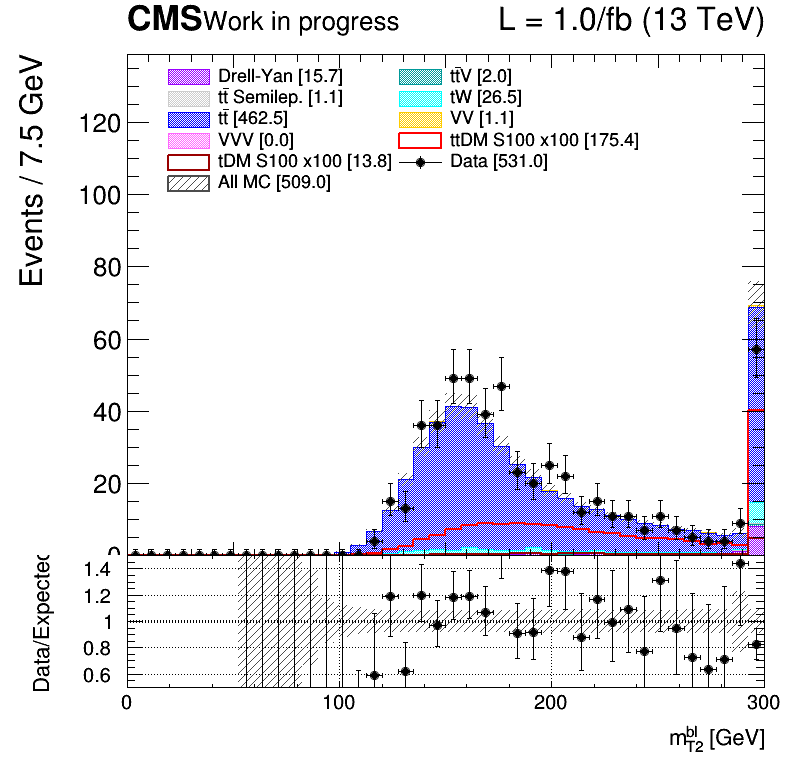 CMS Work in progress L = 1.0/fb (13 TeV)
Events / 7.5 GeV
Drell-Yan [15.7] tt̄V [2.0]
tt̄ Semilep. [1.1] tW [26.5]
tt̄ [462.5] VV [1.1]
VVV [0.0] ttDM S100 x100 [175.4]
tDM S100 x100 [13.8] Data [531.0]
All MC [509.0]
120
100
80
60
40
20
0
Data/Expected
1.4
1.2
1
0.8
0.6
0 100 200 300
m_{T2}^{bl} [GeV]